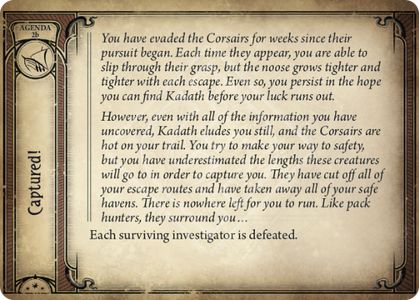 AGENDA
2b
Captured!
You have evaded the Corsairs for weeks since their
pursuit began. Each time they appear, you are able to
slip through their grasp, but the noose grows tighter and
tighter with each escape. Even so, you persist in the hope
you can find Kadath before your luck runs out.
However, even with all of the information you have
uncovered, Kadath eludes you still, and the Corsairs are
hot on your trail. You try to make your way to safety,
but you have underestimated the lengths these creatures
will go to in order to capture you. They have cut off all of
your escape routes and have taken away all of your safe
havens. There is nowhere left for you to run. Like pack
hunters, they surround you…
Each surviving investigator is defeated.